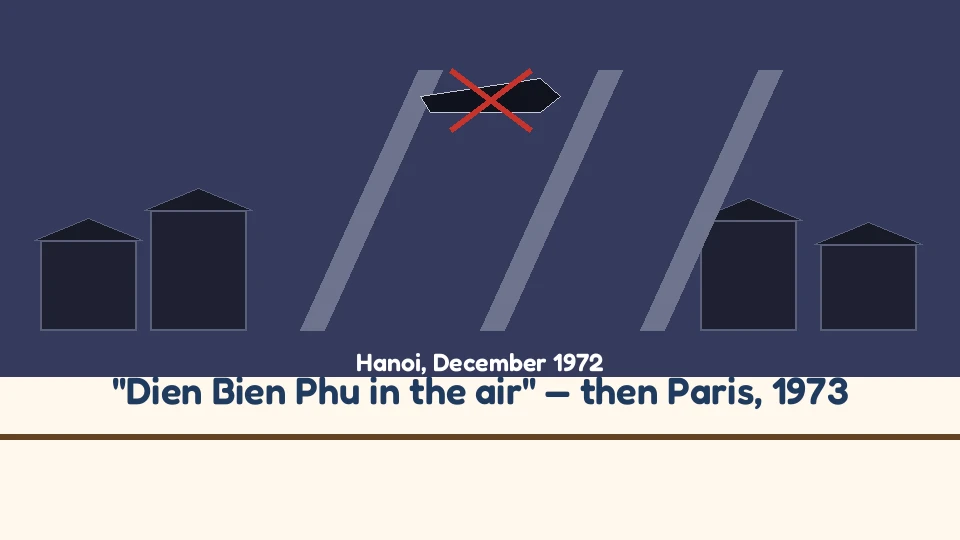 Hanoi, December 1972
"Dien Bien Phu in the air" — then Paris, 1973